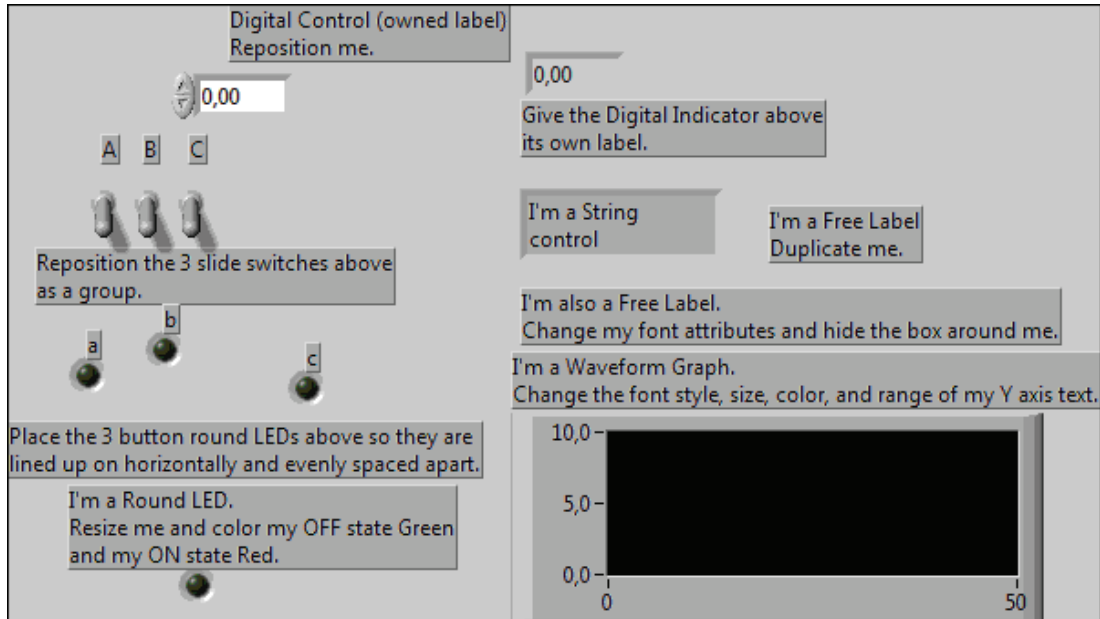 Digital Control (owned label)
Reposition me.
0,00
A B C
Reposition the 3 slide switches above
as a group.
a
b
c
Place the 3 button round LEDs above so they are
lined up on horizontally and evenly spaced apart.
I'm a Round LED.
Resize me and color my OFF state Green
and my ON state Red.
0,00
Give the Digital Indicator above
its own label.
I'm a String
control
I'm a Free Label
Duplicate me.
I'm also a Free Label.
Change my font attributes and hide the box around me.
I'm a Waveform Graph.
Change the font style, size, color, and range of my Y axis text.
10,0
5,0
0,0
0 50